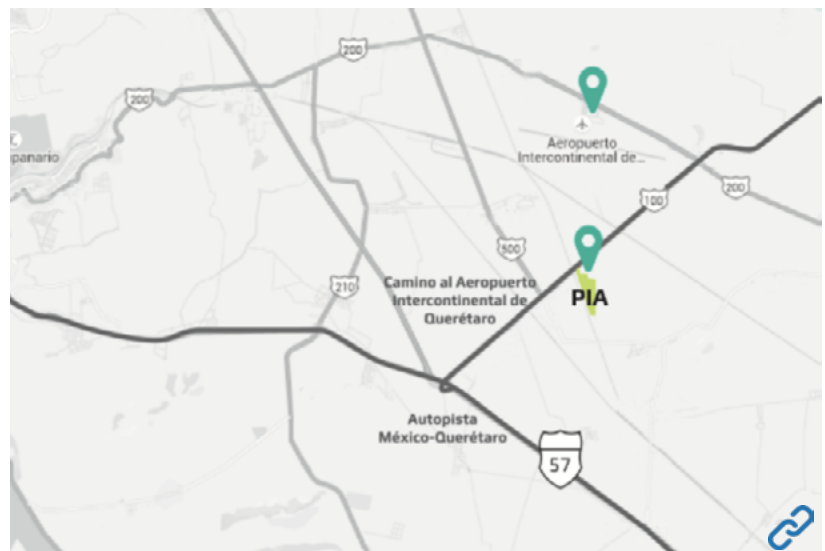 200
200
panario
Aeropuerto
Intercontinental de...
200
100
500
210
Camino al Aeropuerto
Intercontinental de
Querétaro
PIA
Autopista
México-Querétaro
57